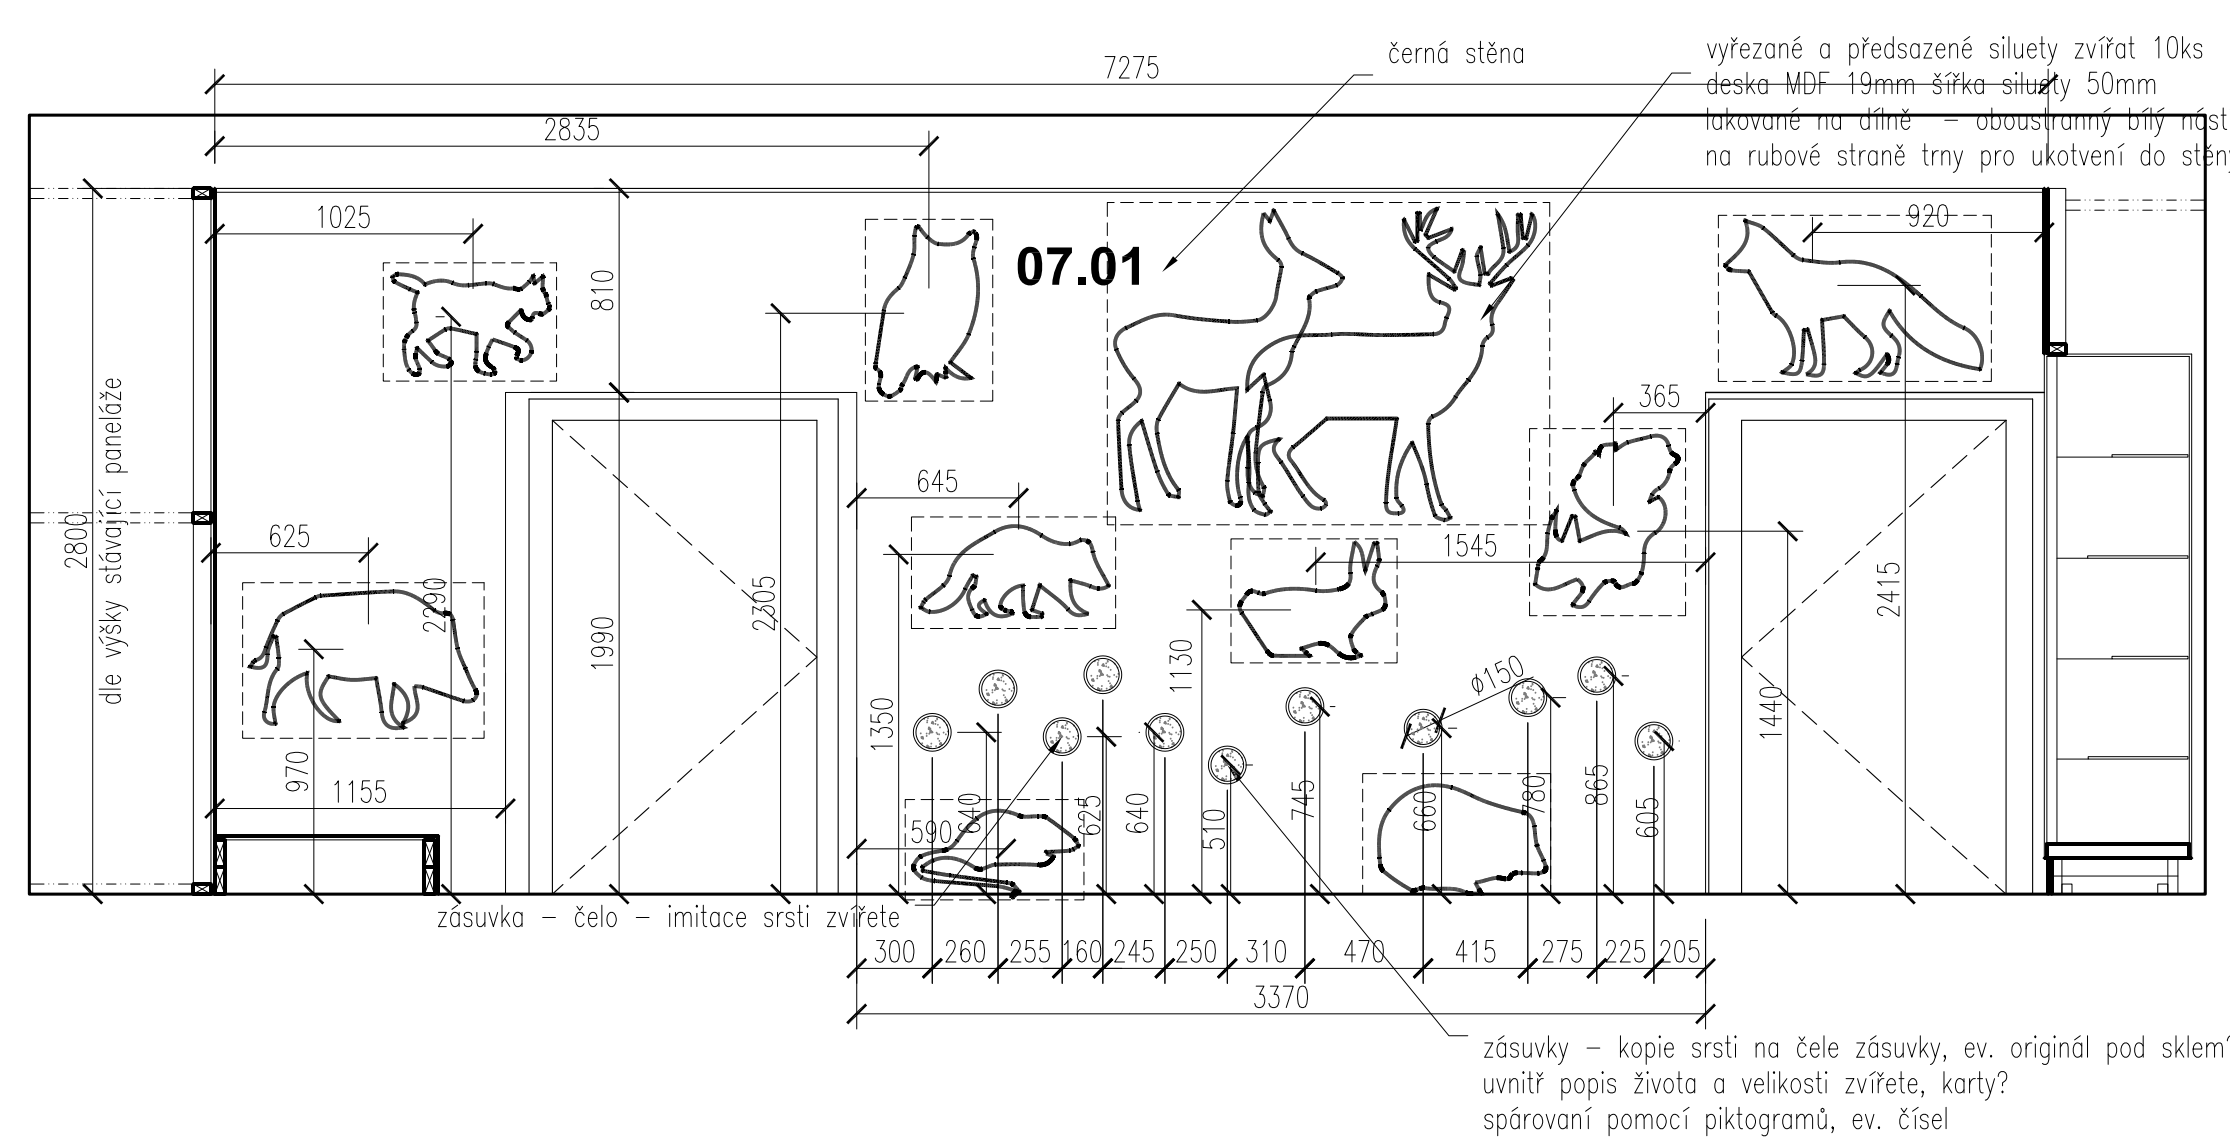 černá stěna
vyřezané a předsazené siluety zvířat 10ks
deska MDF 19mm šířka siluety 50mm
lakované na dílně – oboustranný bílý nást
na rubové straně trny pro ukotvení do stěny
7275
2835
1025
920
810
07.01
365
645
625
1545
2800
dle výšky stávající paneláže
2290
2305
2415
1990
1130
ø150
1350
1440
970
1155
640
590
625
640
510
745
660
780
865
605
zásuvka – čelo – imitace srsti zvířete
300 260 255 160 245 250 310 470 415 275 225 205
3370
zásuvky – kopie srsti na čele zásuvky, ev. originál pod sklem
uvnitř popis života a velikosti zvířete, karty?
spárovaní pomocí piktogramů, ev. čísel